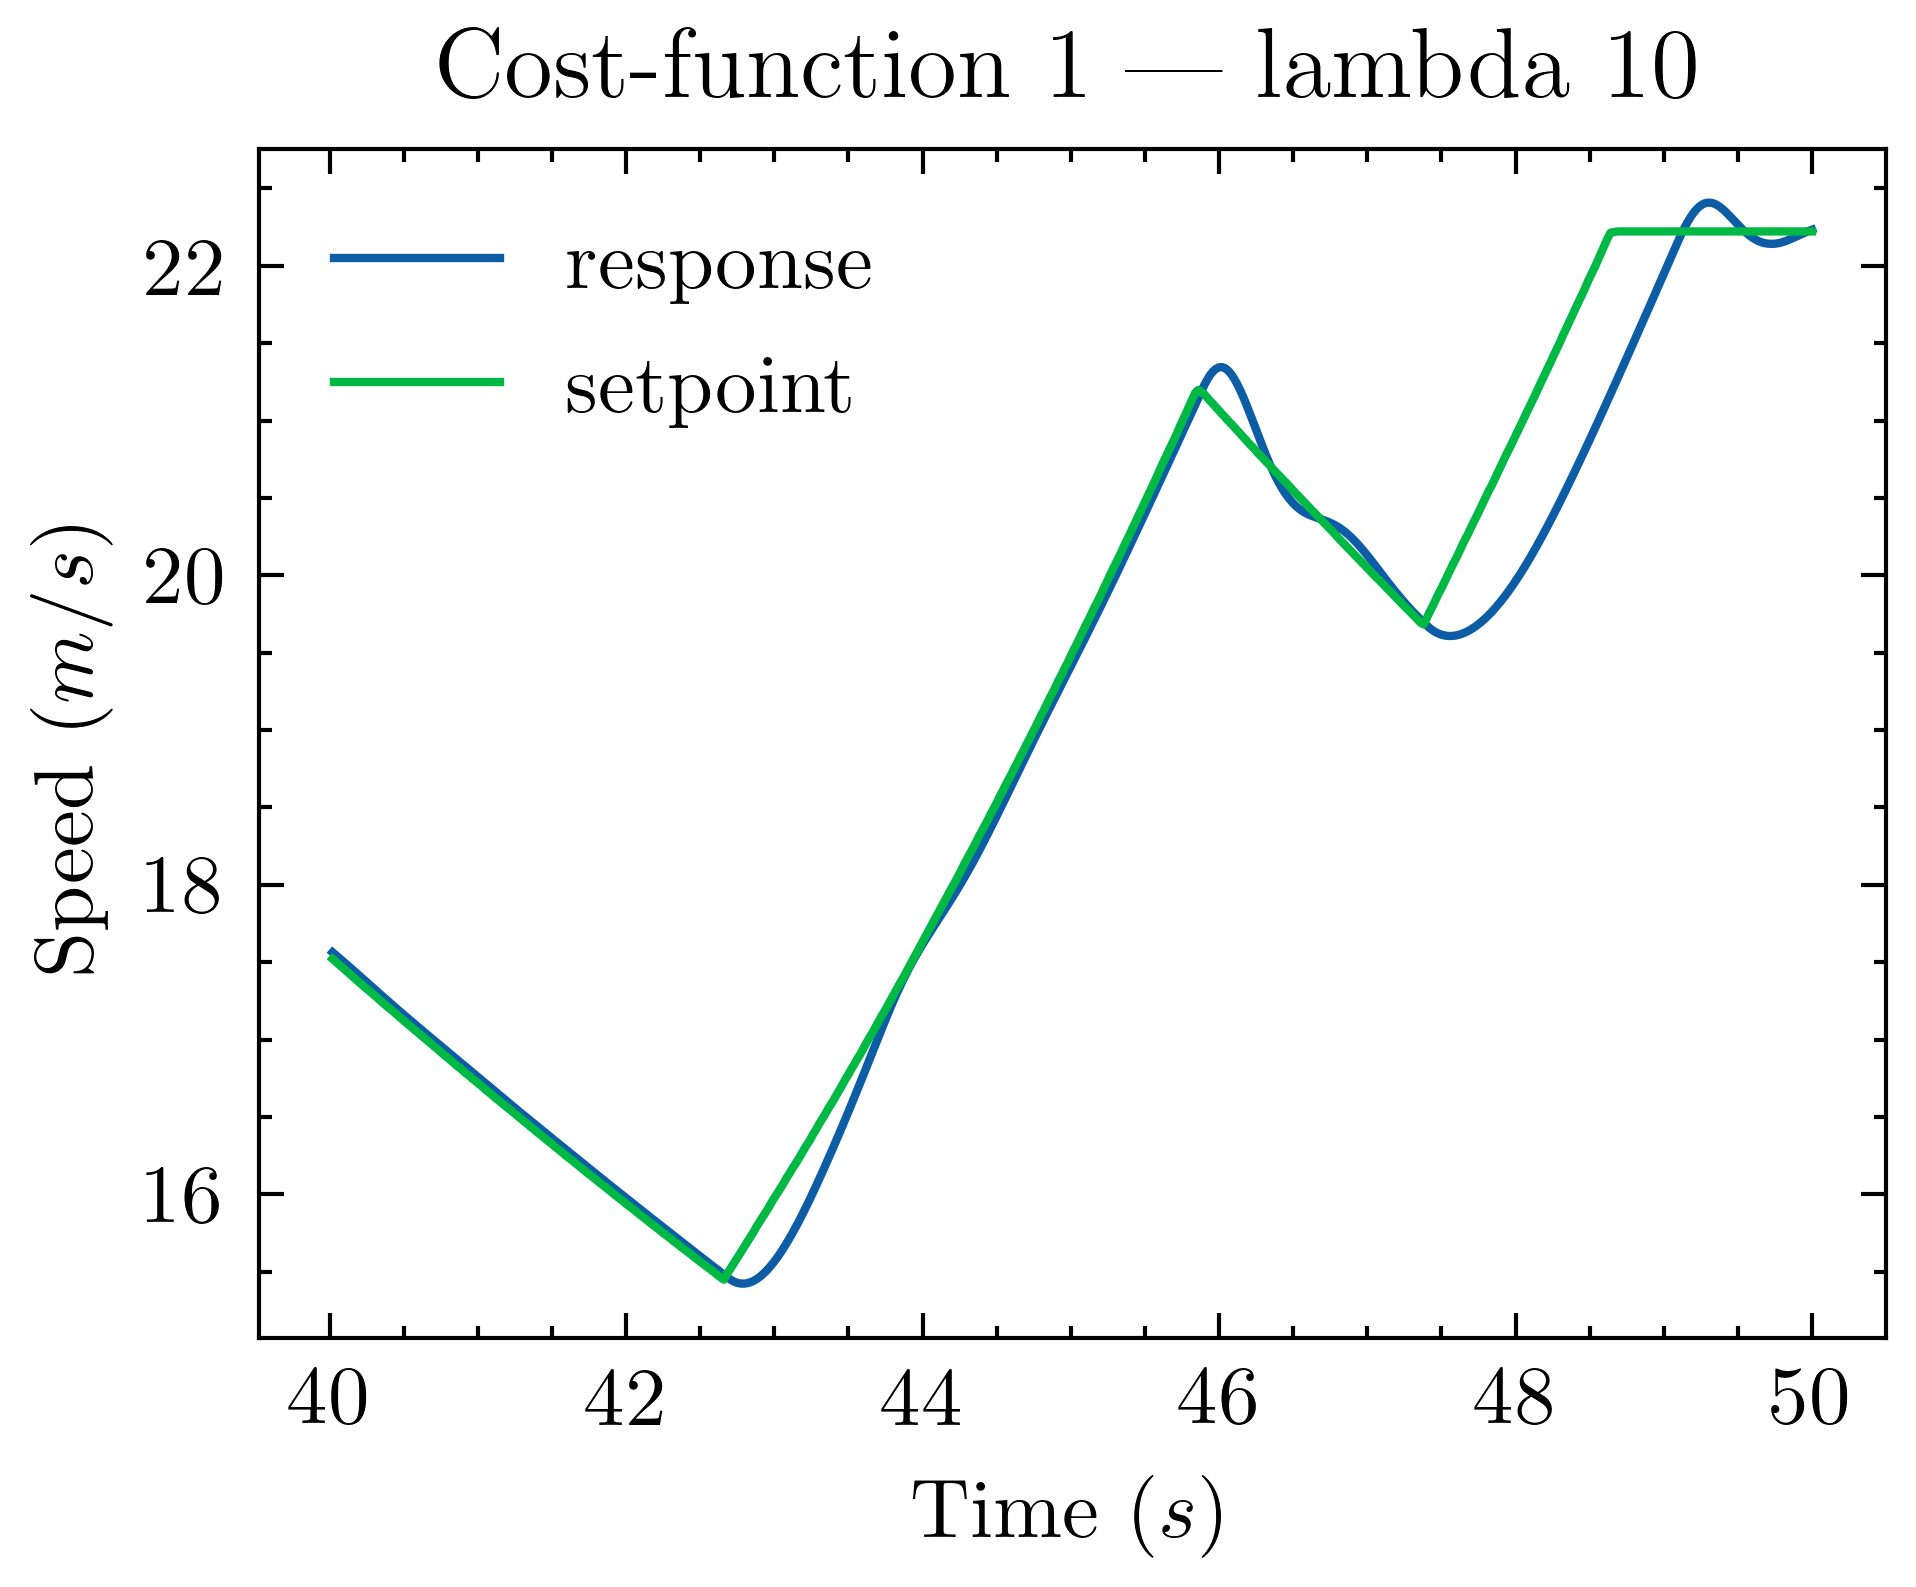 Cost-function 1 — lambda 10
response
setpoint
22
20
18
16
Speed (m/s)
40 42 44 46 48 50
Time (s)